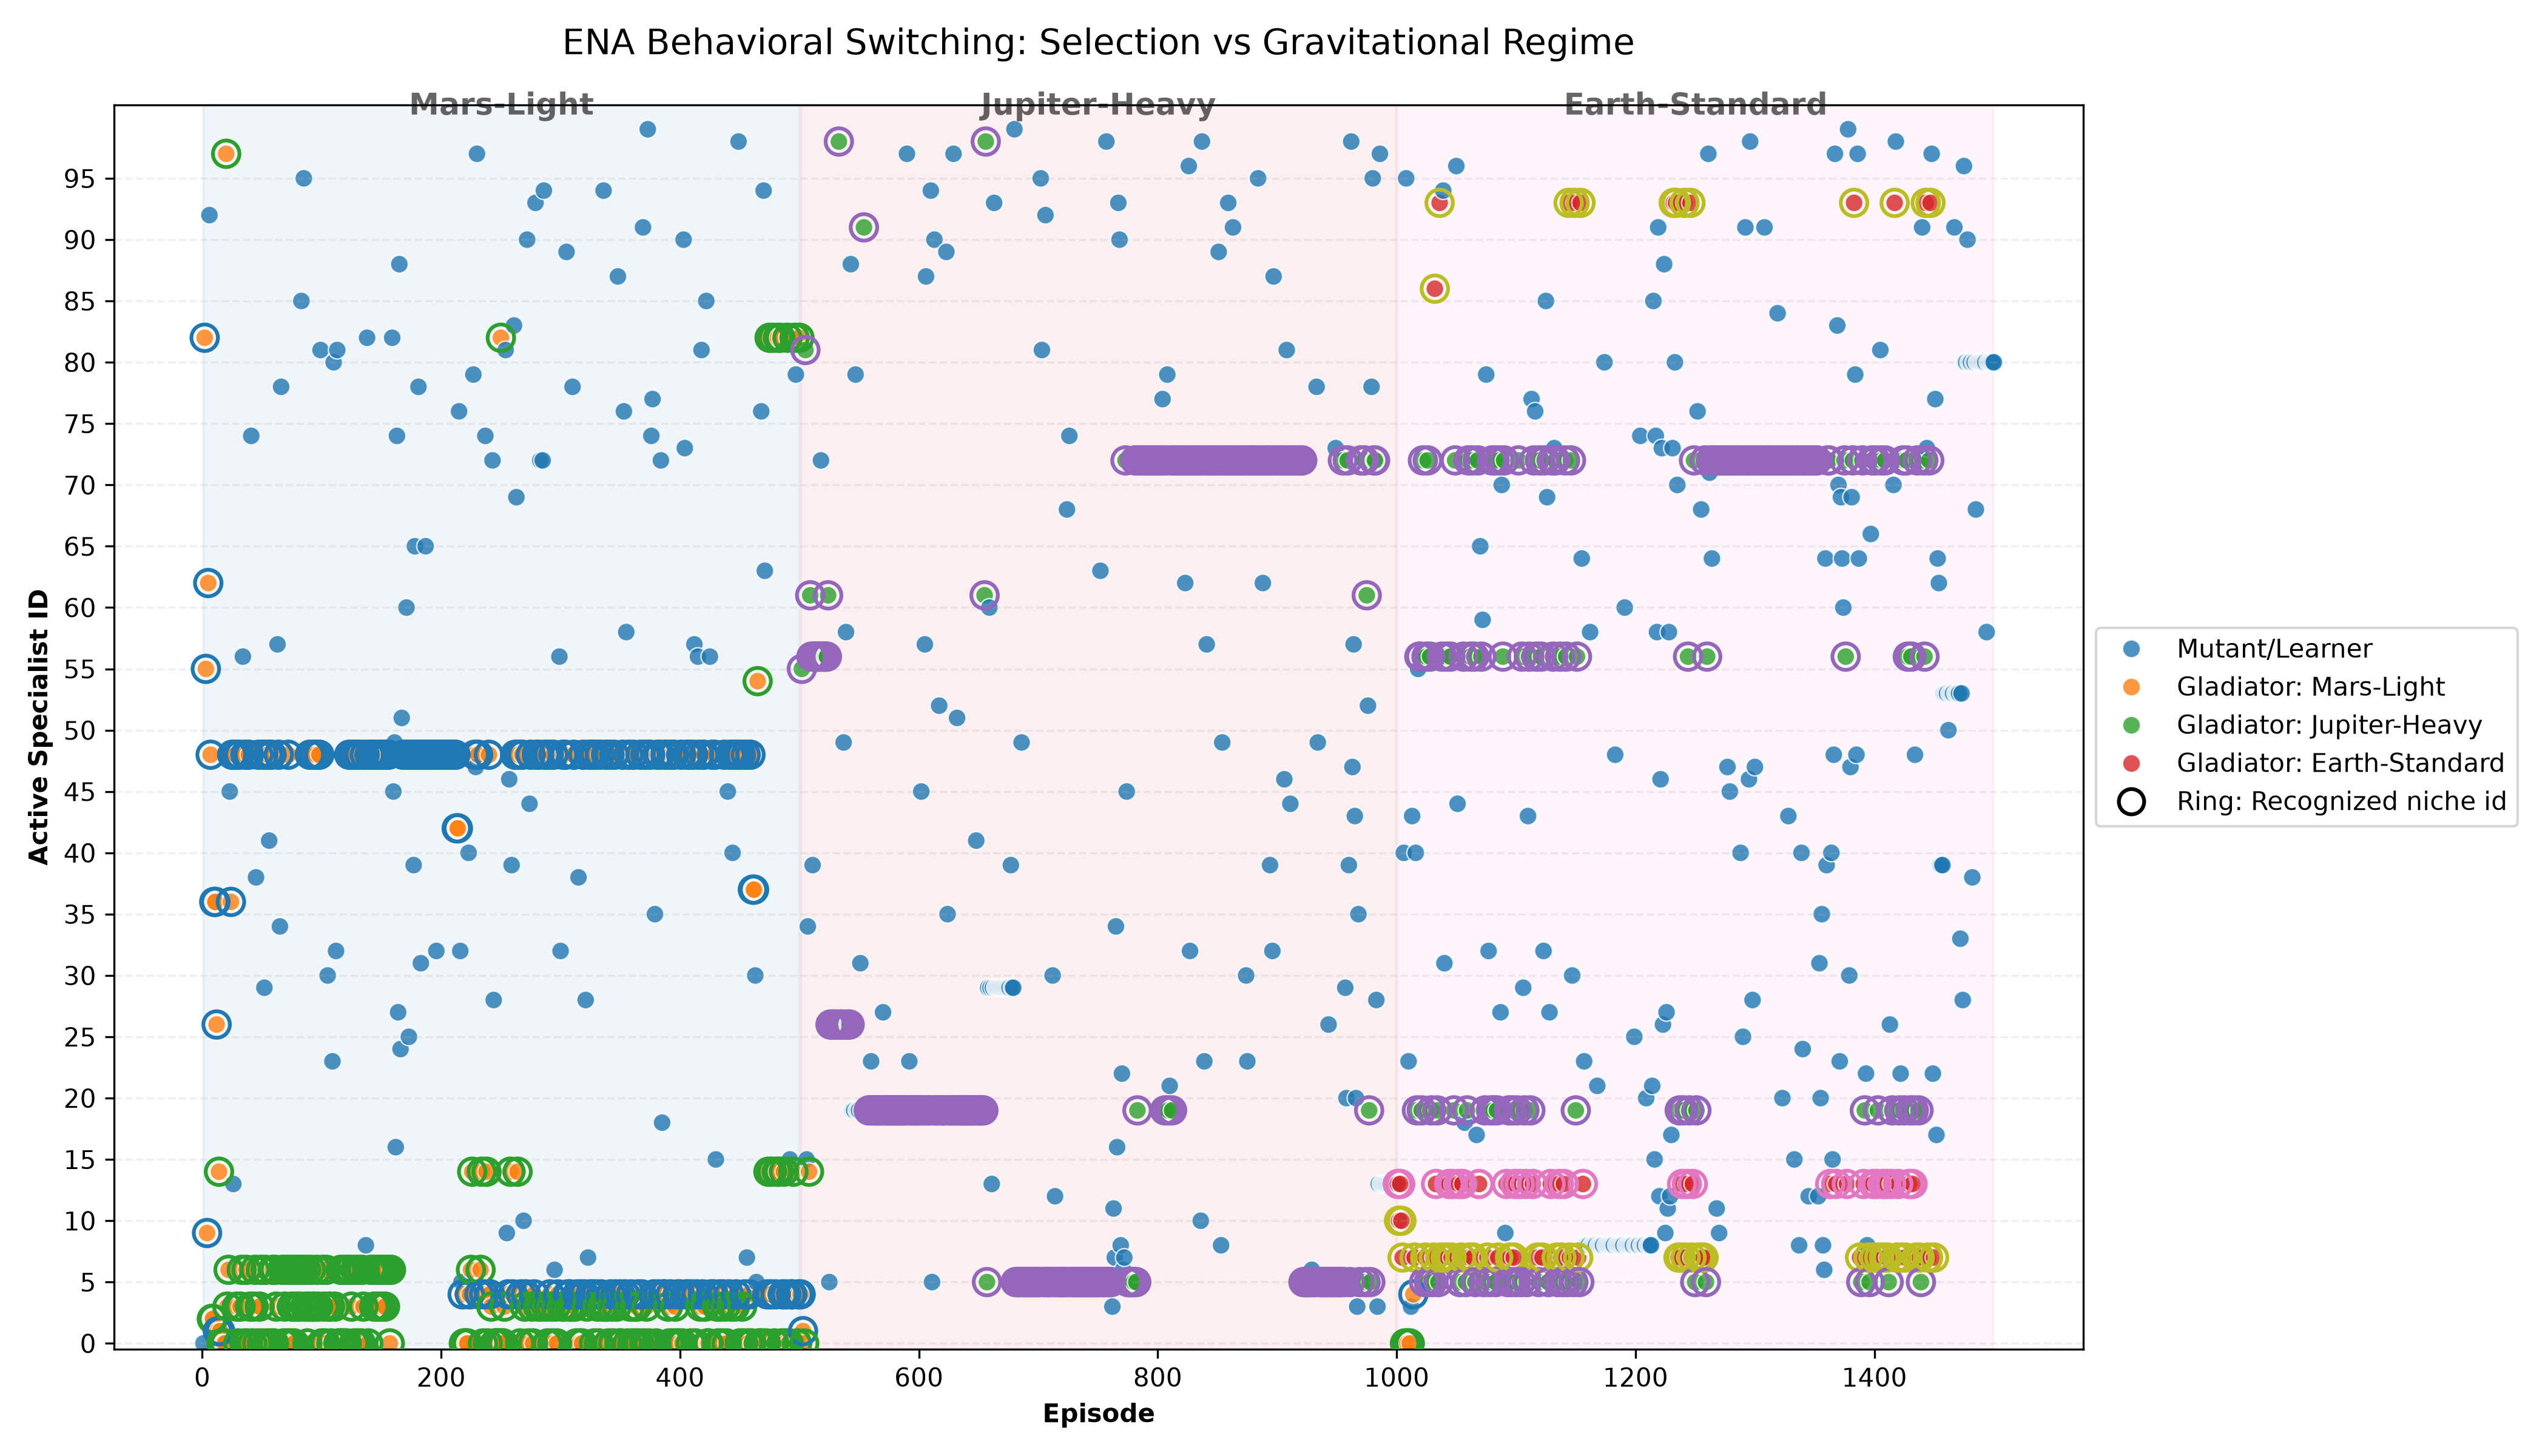 ENA Behavioral Switching: Selection vs Gravitational Regime
Mars-Light Jupiter-Heavy Earth-Standard
95
90
85
80
75
70
65
60
55
50
45
40
35
30
25
20
15
10
5
0
Active Specialist ID
0 200 400 600 800 1000 1200 1400
Episode
Mutant/Learner
Gladiator: Mars-Light
Gladiator: Jupiter-Heavy
Gladiator: Earth-Standard
Ring: Recognized niche id